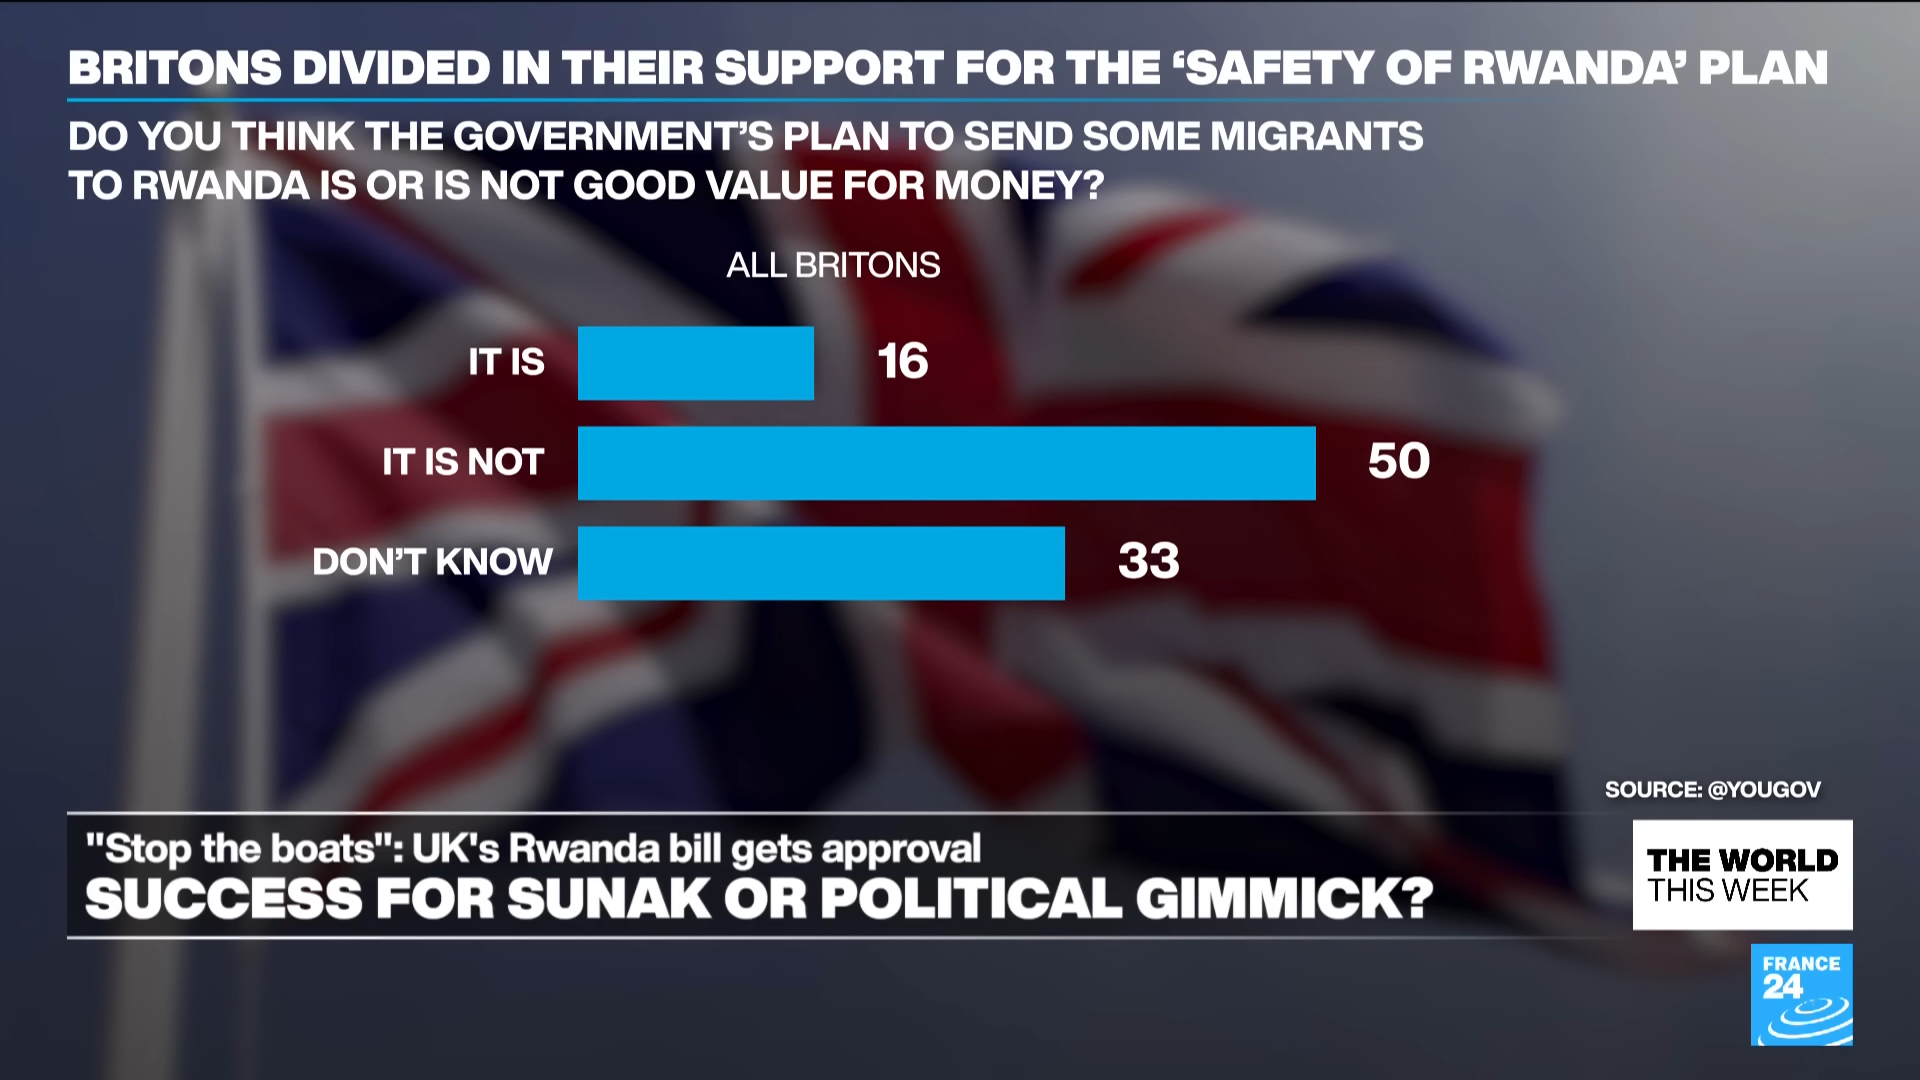 BRITONS DIVIDED IN THEIR SUPPORT FOR THE ‘SAFETY OF RWANDA’ PLAN
DO YOU THINK THE GOVERNMENT’S PLAN TO SEND SOME MIGRANTS
TO RWANDA IS OR IS NOT GOOD VALUE FOR MONEY?
ALL BRITONS
IT IS 16
IT IS NOT 50
DON’T KNOW 33
SOURCE: @YOUGOV
"Stop the boats": UK's Rwanda bill gets approval
SUCCESS FOR SUNAK OR POLITICAL GIMMICK?
THE WORLD
THIS WEEK
FRANCE
24